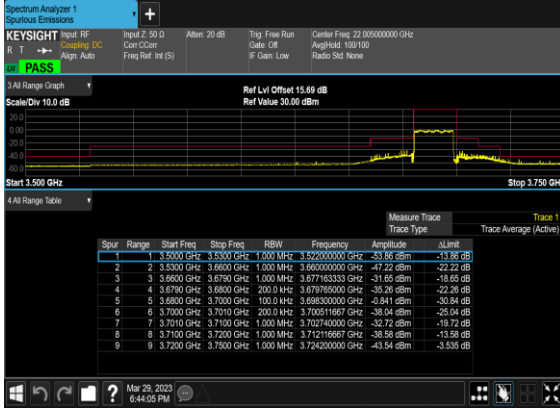 Spectrum Analyzer 1
Spurious Emissions
+
KEYSIGHT Input: RF Input Z: 50 Ω Atten: 20 dB Trig: Free Run Center Freq: 22.005000000 GHz
R T Coupling: DC Corr CCorr Gate: Off Avg|Hold: 100/100
Align: Auto Freq Ref: Int (S) IF Gain: Low Radio Std: None
PASS
3 All Range Graph
Ref Lvl Offset 15.69 dB
Scale/Div 10.0 dB Ref Value 30.00 dBm
20.0
0.00
-20.0
-40.0
-60.0
Start 3.500 GHz Stop 3.750 GH
4 All Range Table
Measure Trace Trace 1
Trace Type Trace Average (Active)
Spur Range Start Freq Stop Freq RBW Frequency Amplitude ΔLimit
1 1 3.5000 GHz 3.5300 GHz 1.000 MHz 3.522000000 GHz -53.86 dBm -13.86 dB
2 2 3.5300 GHz 3.6600 GHz 1.000 MHz 3.660000000 GHz -47.22 dBm -22.22 dB
3 3 3.6600 GHz 3.6790 GHz 1.000 MHz 3.677163333 GHz -31.65 dBm -18.65 dB
4 4 3.6790 GHz 3.6800 GHz 200.0 kHz 3.679765000 GHz -35.26 dBm -22.26 dB
5 5 3.6800 GHz 3.7000 GHz 100.0 kHz 3.698300000 GHz -0.841 dBm -30.84 dB
6 6 3.7000 GHz 3.7010 GHz 200.0 kHz 3.700511667 GHz -38.04 dBm -25.04 dB
7 7 3.7010 GHz 3.7100 GHz 1.000 MHz 3.702740000 GHz -32.72 dBm -19.72 dB
8 8 3.7100 GHz 3.7200 GHz 1.000 MHz 3.712116667 GHz -38.58 dBm -13.58 dB
9 9 3.7200 GHz 3.7500 GHz 1.000 MHz 3.724200000 GHz -43.54 dBm -3.535 dB
? Mar 29, 2023
6:44:05 PM